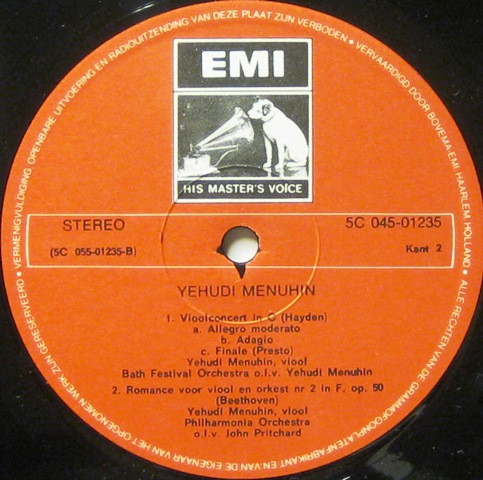 EMI
HIS MASTER'S VOICE
STEREO
5C 045-01235
(5C 055-01235-B)
Kant 2
YEHUDI MENUHIN
1. Vioolconcert in C (Hayden)
a. Allegro moderato
b. Adagio
c. Finale (Presto)
Yehudi Menuhin, viool
Bath Festival Orchestra o.l.v. Yehudi Menuhin
2. Romance voor viool en orkest nr 2 in F, op. 50
(Beethoven)
Yehudi Menuhin, viool
Philharmonia Orchestra
o.l.v. John Pritchard
ALLE RECHTEN VAN DE GRAMMOFOONPLATENFABRIKANT EN VAN DE EIGENAAR VAN HET OPGENOMEN WERK ZIJN GERESERVEERD • VERMENIGVULDIGING, OPENBARE UITVOERING EN RADIOUITZENDING VAN DEZE PLAAT ZIJN VERBODEN • VERVAARDIGD DOOR BOVEMA-EMI HAARLEM, HOLLAND •